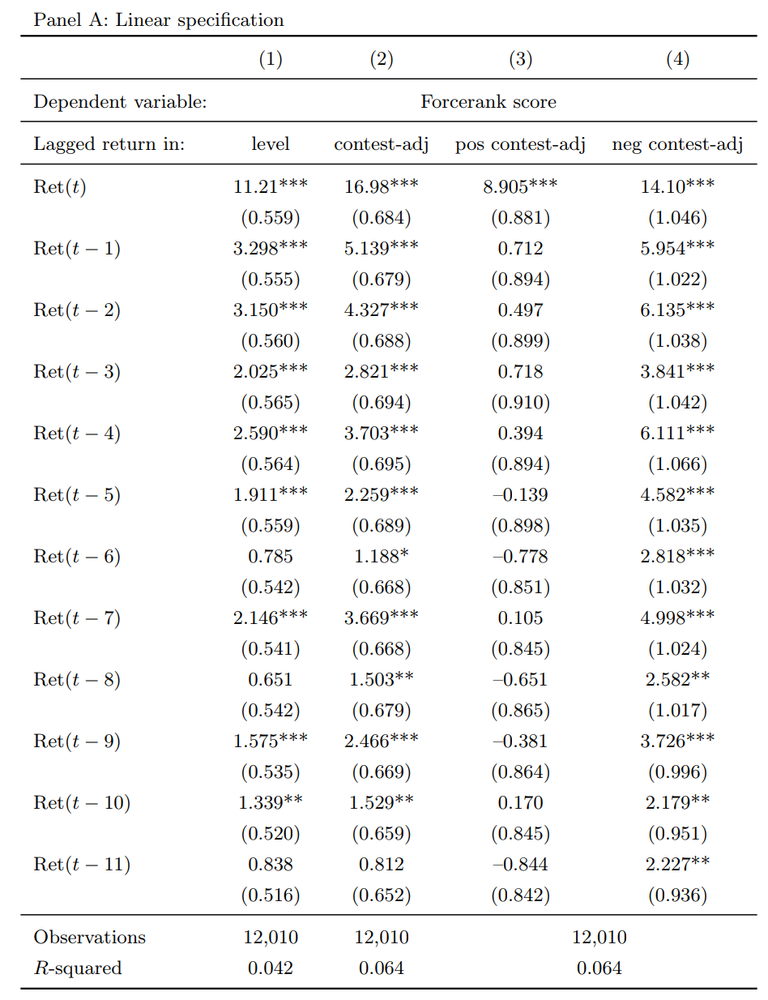 Panel A: Linear specification
(1) (2) (3) (4)
Dependent variable: Forcerank score
Lagged return in: level contest-adj pos contest-adj neg contest-adj
Ret(t) 11.21*** 16.98*** 8.905*** 14.10***
(0.559) (0.684) (0.881) (1.046)
Ret(t − 1) 3.298*** 5.139*** 0.712 5.954***
(0.555) (0.679) (0.894) (1.022)
Ret(t − 2) 3.150*** 4.327*** 0.497 6.135***
(0.560) (0.688) (0.899) (1.038)
Ret(t − 3) 2.025*** 2.821*** 0.718 3.841***
(0.565) (0.694) (0.910) (1.042)
Ret(t − 4) 2.590*** 3.703*** 0.394 6.111***
(0.564) (0.695) (0.894) (1.066)
Ret(t − 5) 1.911*** 2.259*** –0.139 4.582***
(0.559) (0.689) (0.898) (1.035)
Ret(t − 6) 0.785 1.188* –0.778 2.818***
(0.542) (0.668) (0.851) (1.032)
Ret(t − 7) 2.146*** 3.669*** 0.105 4.998***
(0.541) (0.668) (0.845) (1.024)
Ret(t − 8) 0.651 1.503** –0.651 2.582**
(0.542) (0.679) (0.865) (1.017)
Ret(t − 9) 1.575*** 2.466*** –0.381 3.726***
(0.535) (0.669) (0.864) (0.996)
Ret(t − 10) 1.339** 1.529** 0.170 2.179**
(0.520) (0.659) (0.845) (0.951)
Ret(t − 11) 0.838 0.812 –0.844 2.227**
(0.516) (0.652) (0.842) (0.936)
Observations 12,010 12,010 12,010
R-squared 0.042 0.064 0.064